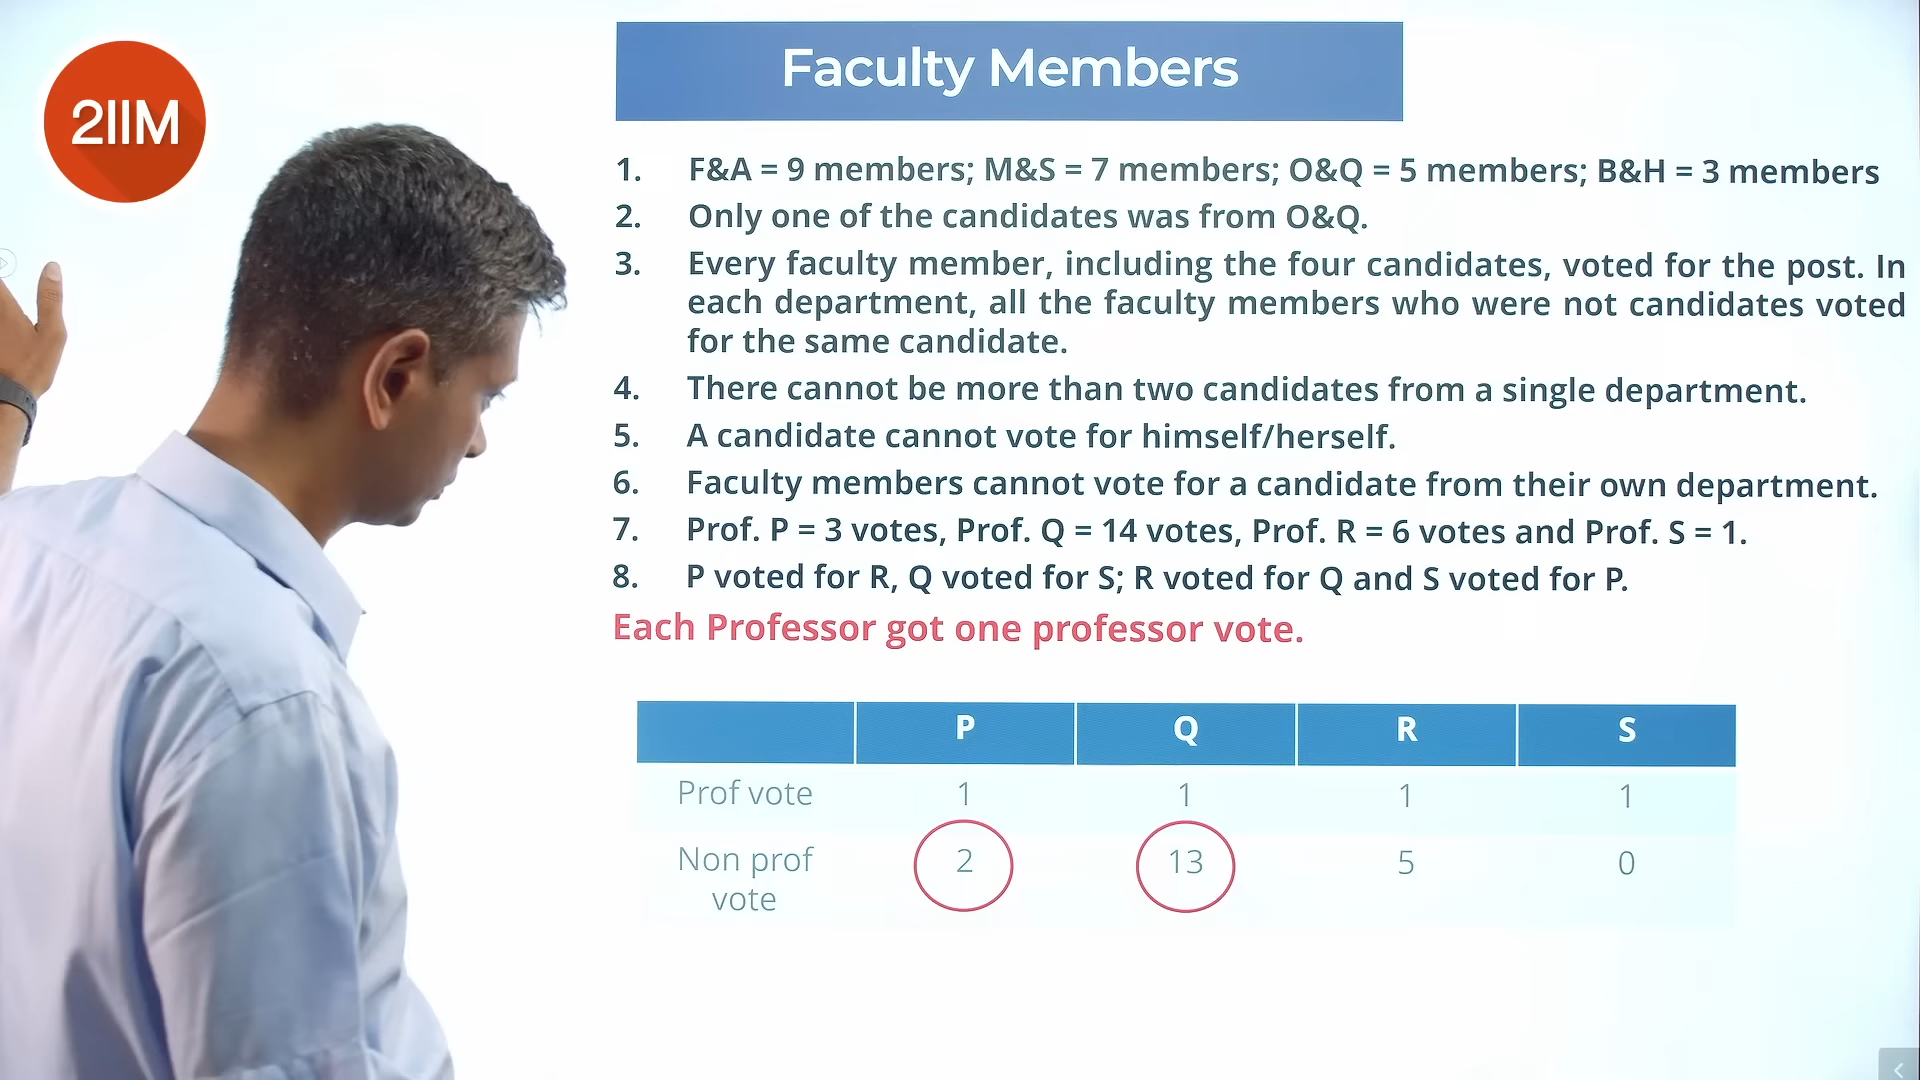 2IIM
Faculty Members
1. F&A = 9 members; M&S = 7 members; O&Q = 5 members; B&H = 3 members
2. Only one of the candidates was from O&Q.
3. Every faculty member, including the four candidates, voted for the post. In
each department, all the faculty members who were not candidates voted
for the same candidate.
4. There cannot be more than two candidates from a single department.
5. A candidate cannot vote for himself/herself.
6. Faculty members cannot vote for a candidate from their own department.
7. Prof. P = 3 votes, Prof. Q = 14 votes, Prof. R = 6 votes and Prof. S = 1.
8. P voted for R, Q voted for S; R voted for Q and S voted for P.
Each Professor got one professor vote.
P Q R S
Prof vote 1 1 1 1
Non prof 2 13 5 0
vote